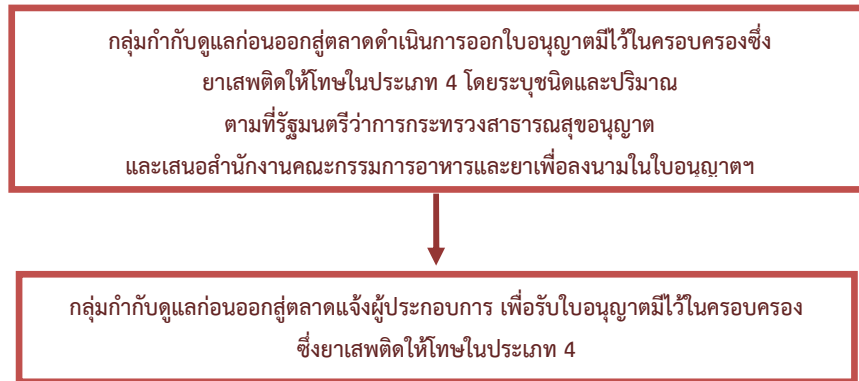 กลุ่มกำกับดูแลก่อนออกสู่ตลาดดำเนินการออกใบอนุญาตมีไว้ในครอบครองซึ่ง
ยาเสพติดให้โทษในประเภท 4 โดยระบุชนิดและปริมาณ
ตามที่รัฐมนตรีว่าการกระทรวงสาธารณสุขอนุญาต
และเสนอสำนักงานคณะกรรมการอาหารและยาเพื่อลงนามในใบอนุญาตฯ
กลุ่มกำกับดูแลก่อนออกสู่ตลาดแจ้งผู้ประกอบการ เพื่อรับใบอนุญาตมีไว้ในครอบครอง
ซึ่งยาเสพติดให้โทษในประเภท 4